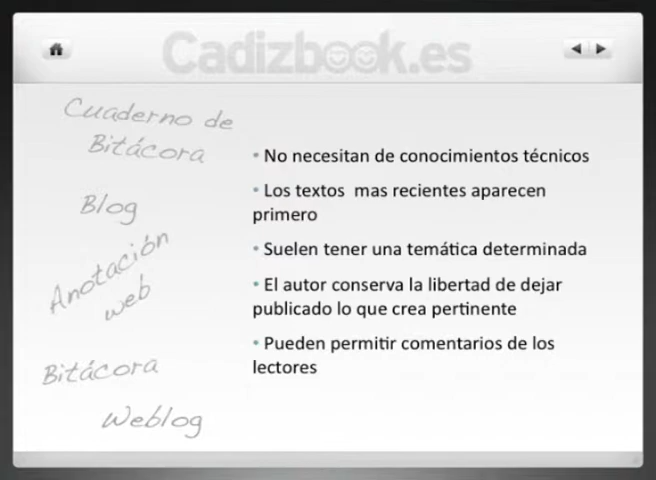 Cadizbook.es
Cuaderno de
Bitácora
Blog
Anotación
web
Bitácora
Weblog
• No necesitan de conocimientos técnicos
• Los textos  mas recientes aparecen
primero
• Suelen tener una temática determinada
• El autor conserva la libertad de dejar
publicado lo que crea pertinente
• Pueden permitir comentarios de los
lectores